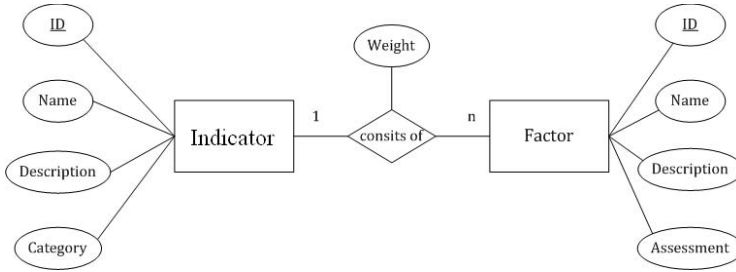 ID
Name
Description
Category
Indicator
1
Weight
consits of
n
Factor
ID
Name
Description
Assessment